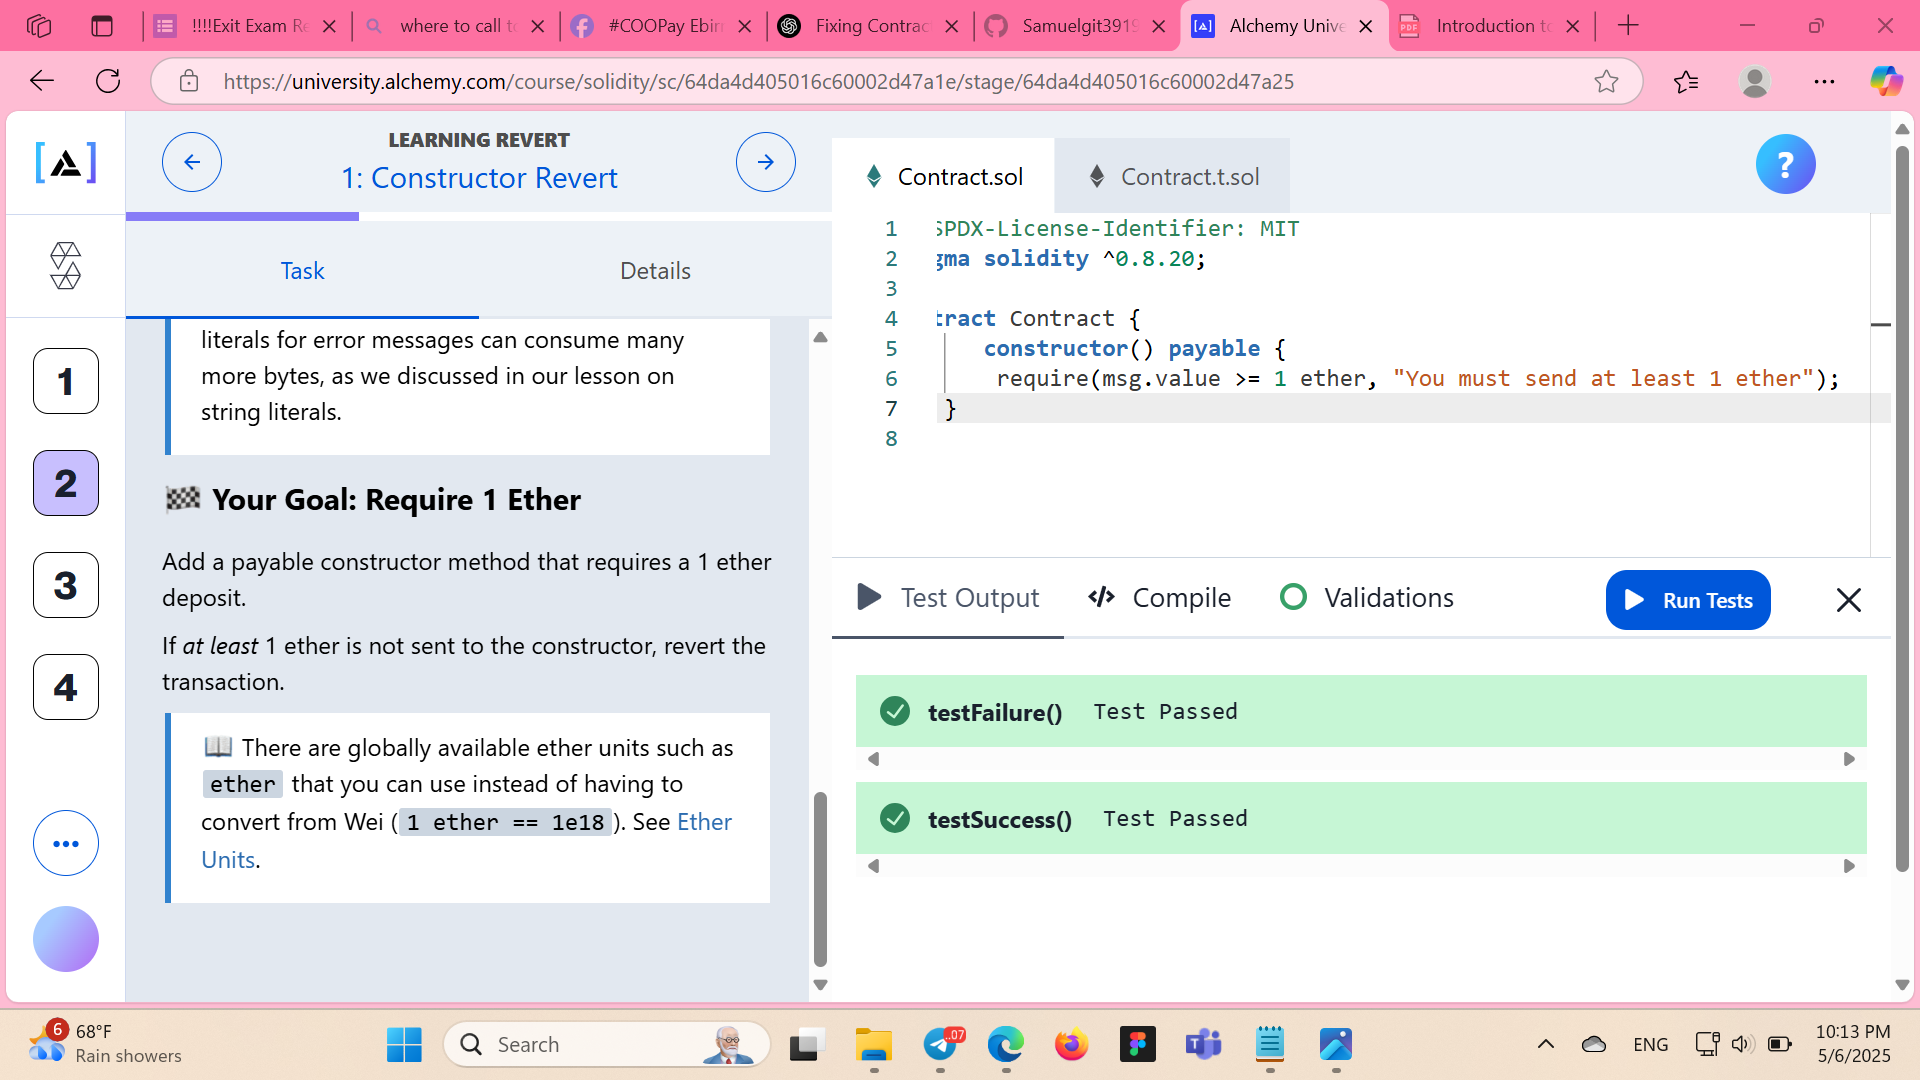 !!!!Exit Exam Re
where to call to
#COOPay Ebir
Fixing Contrac
Samuelgit3919
Alchemy Unive
Introduction to
https://university.alchemy.com/course/solidity/sc/64da4d405016c60002d47a1e/stage/64da4d405016c60002d47a25
LEARNING REVERT
1: Constructor Revert
Task
Details
literals for error messages can consume many
more bytes, as we discussed in our lesson on
string literals.
🏁 Your Goal: Require 1 Ether
Add a payable constructor method that requires a 1 ether
deposit.
If at least 1 ether is not sent to the constructor, revert the
transaction.
📖 There are globally available ether units such as
ether that you can use instead of having to
convert from Wei ( 1 ether == 1e18 ). See Ether
Units.
1
2
3
4
Contract.sol
Contract.t.sol
?
1 SPDX-License-Identifier: MIT
2 gma solidity ^0.8.20;
3
4 tract Contract {
5 constructor() payable {
6 require(msg.value >= 1 ether, "You must send at least 1 ether");
7 }
8
Test Output
</> Compile
Validations
Run Tests
testFailure() Test Passed
testSuccess() Test Passed
6
68°F
Rain showers
Search
..07
ENG
10:13 PM
5/6/2025